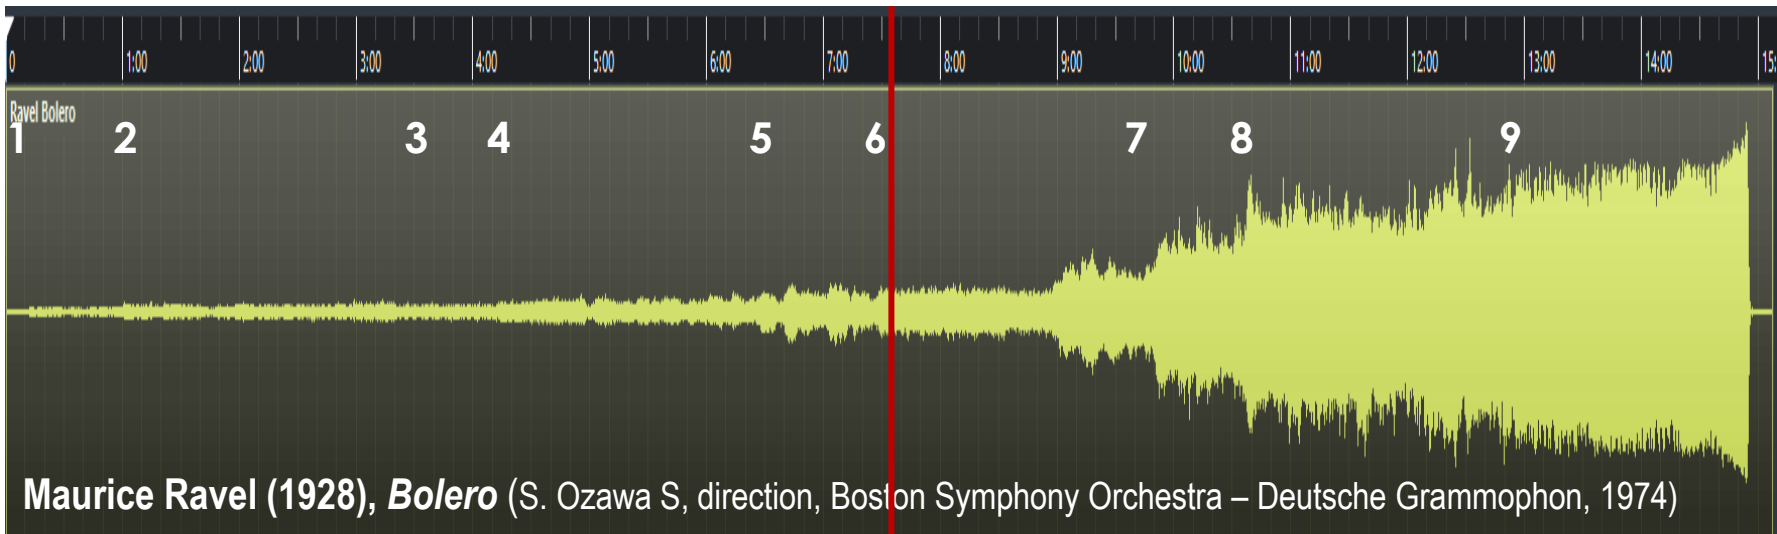 0 1:00 2:00 3:00 4:00 5:00 6:00 7:00 8:00 9:00 10:00 11:00 12:00 13:00 14:00 15:
Ravel Bolero
1 2 3 4 5 6 7 8 9
Maurice Ravel (1928), Bolero (S. Ozawa S, direction, Boston Symphony Orchestra – Deutsche Grammophon, 1974)